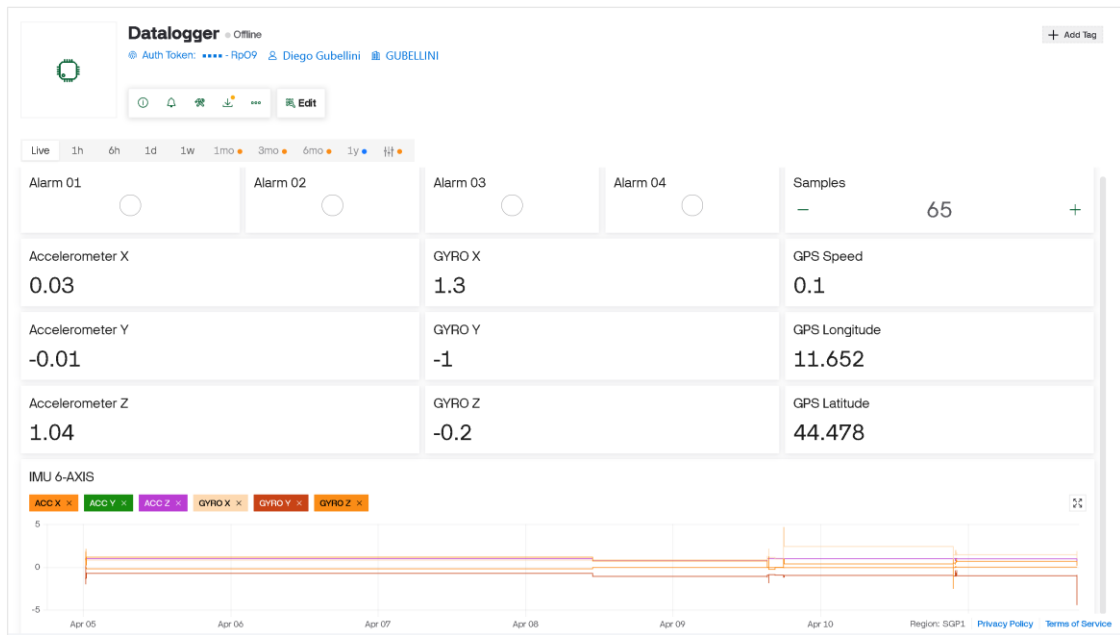 Datalogger Offline
Auth Token: •••• - Rp09 Diego Gubellini GUBELLINI
+ Add Tag
Edit
Live 1h 6h 1d 1w 1mo 3mo 6mo 1y
Alarm 01
Alarm 02
Alarm 03
Alarm 04
Samples
− 65 +
Accelerometer X
0.03
GYRO X
1.3
GPS Speed
0.1
Accelerometer Y
-0.01
GYRO Y
-1
GPS Longitude
11.652
Accelerometer Z
1.04
GYRO Z
-0.2
GPS Latitude
44.478
IMU 6-AXIS
ACC X × ACC Y × ACC Z × GYRO X × GYRO Y × GYRO Z ×
5
0
-5
Apr 05 Apr 06 Apr 07 Apr 08 Apr 09 Apr 10
Region: SGP1 Privacy Policy Terms of Service